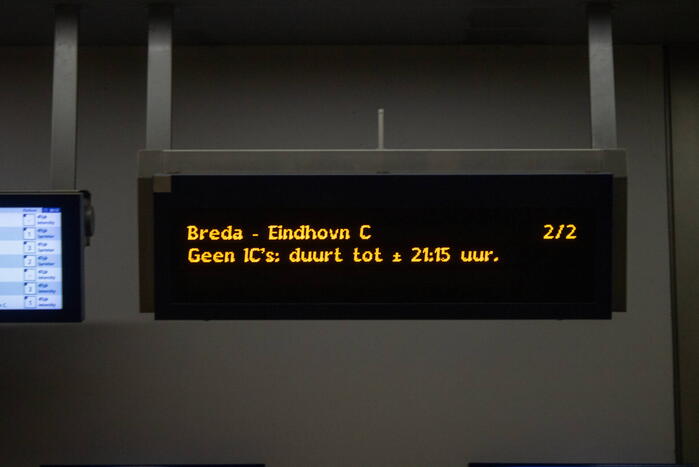 Breda - Eindhovn C 2/2
Geen IC's: duurt tot ± 21:15 uur.